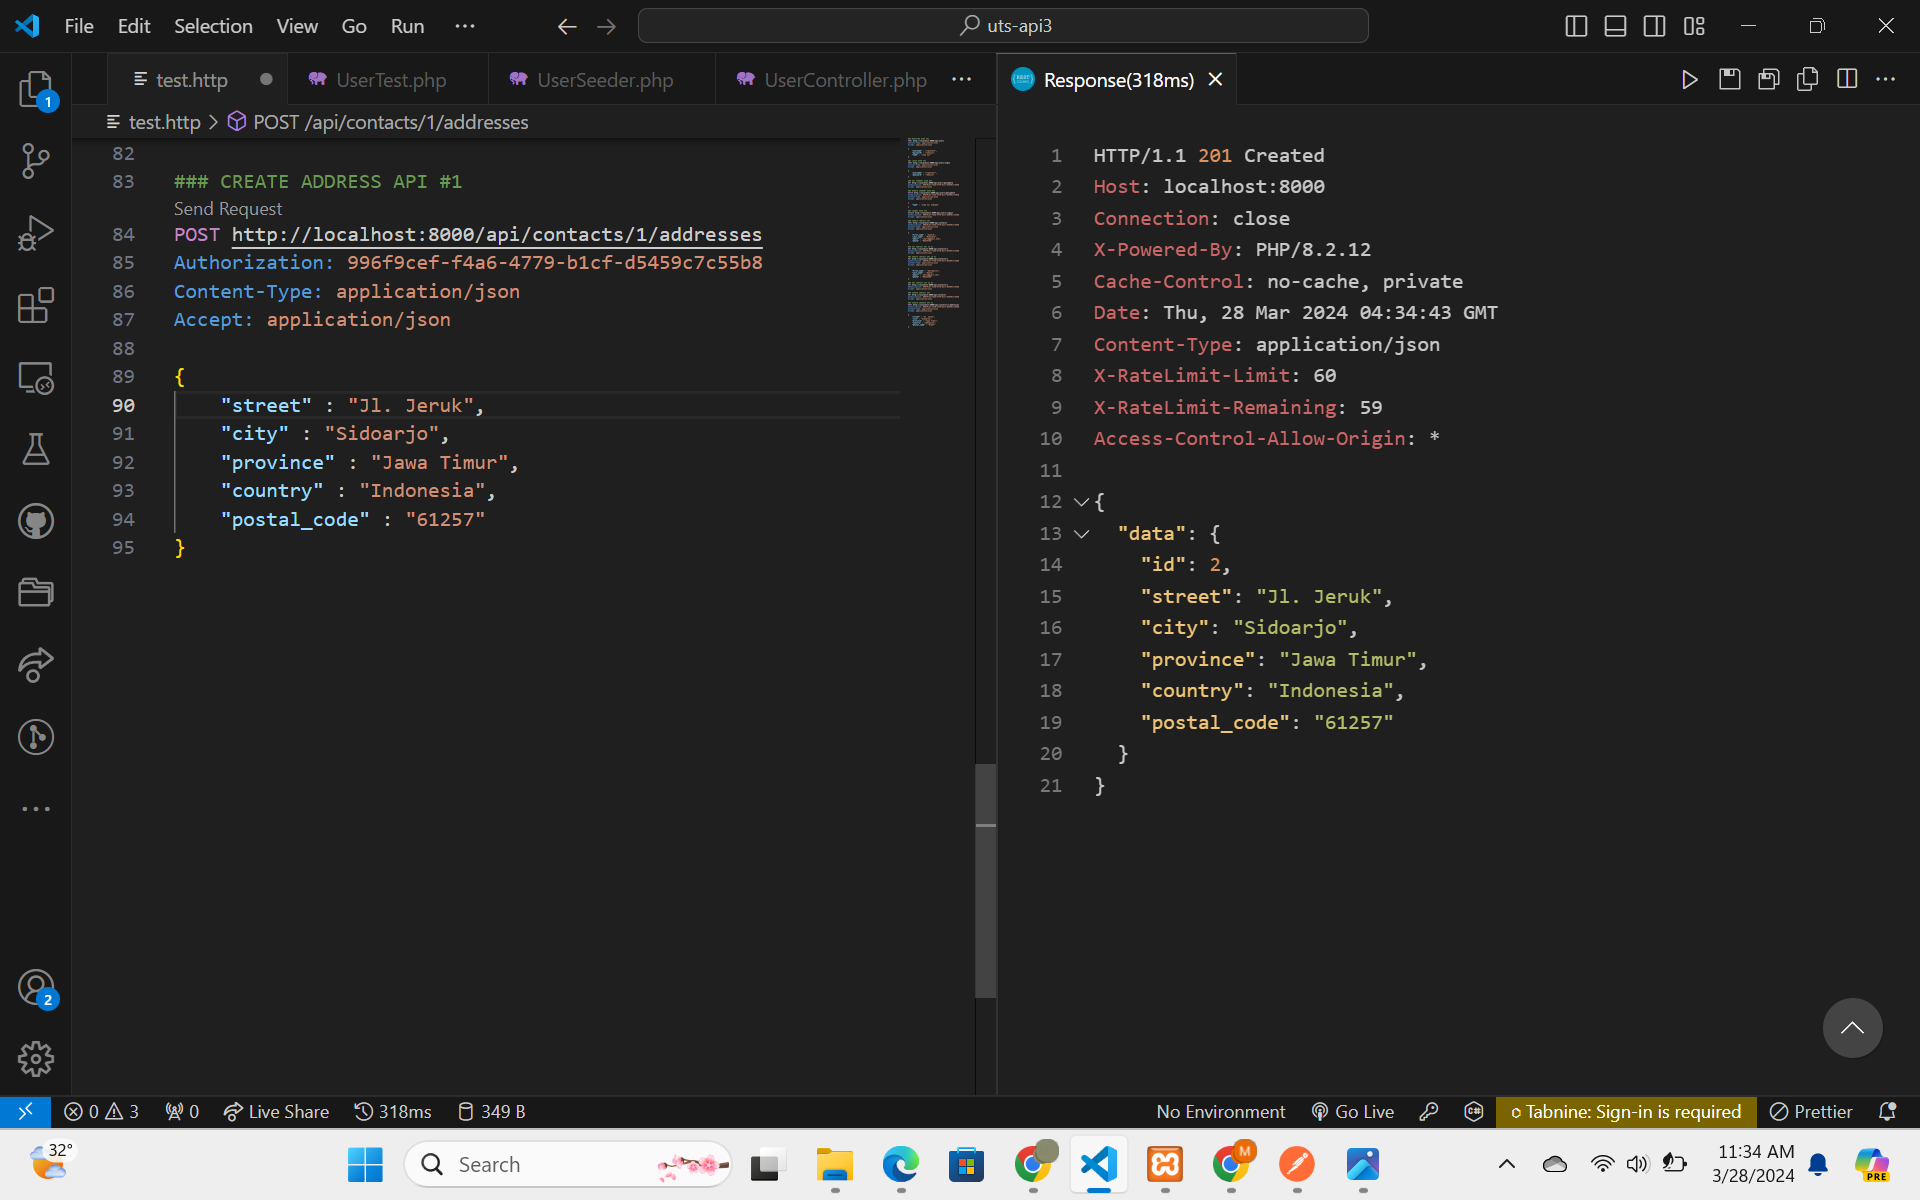 File Edit Selection View Go Run ··· uts-api3
test.http UserTest.php UserSeeder.php UserController.php ··· Response(318ms)
test.http > POST /api/contacts/1/addresses
82
83 ### CREATE ADDRESS API #1
Send Request
84 POST http://localhost:8000/api/contacts/1/addresses
85 Authorization: 996f9cef-f4a6-4779-b1cf-d5459c7c55b8
86 Content-Type: application/json
87 Accept: application/json
88
89 {
90 "street" : "Jl. Jeruk",
91 "city" : "Sidoarjo",
92 "province" : "Jawa Timur",
93 "country" : "Indonesia",
94 "postal_code" : "61257"
95 }
1 HTTP/1.1 201 Created
2 Host: localhost:8000
3 Connection: close
4 X-Powered-By: PHP/8.2.12
5 Cache-Control: no-cache, private
6 Date: Thu, 28 Mar 2024 04:34:43 GMT
7 Content-Type: application/json
8 X-RateLimit-Limit: 60
9 X-RateLimit-Remaining: 59
10 Access-Control-Allow-Origin: *
11
12 {
13 "data": {
14 "id": 2,
15 "street": "Jl. Jeruk",
16 "city": "Sidoarjo",
17 "province": "Jawa Timur",
18 "country": "Indonesia",
19 "postal_code": "61257"
20 }
21 }
1
2
0 3 0 Live Share 318ms 349 B No Environment Go Live Tabnine: Sign-in is required Prettier
32° Search M 11:34 AM PRE
3/28/2024